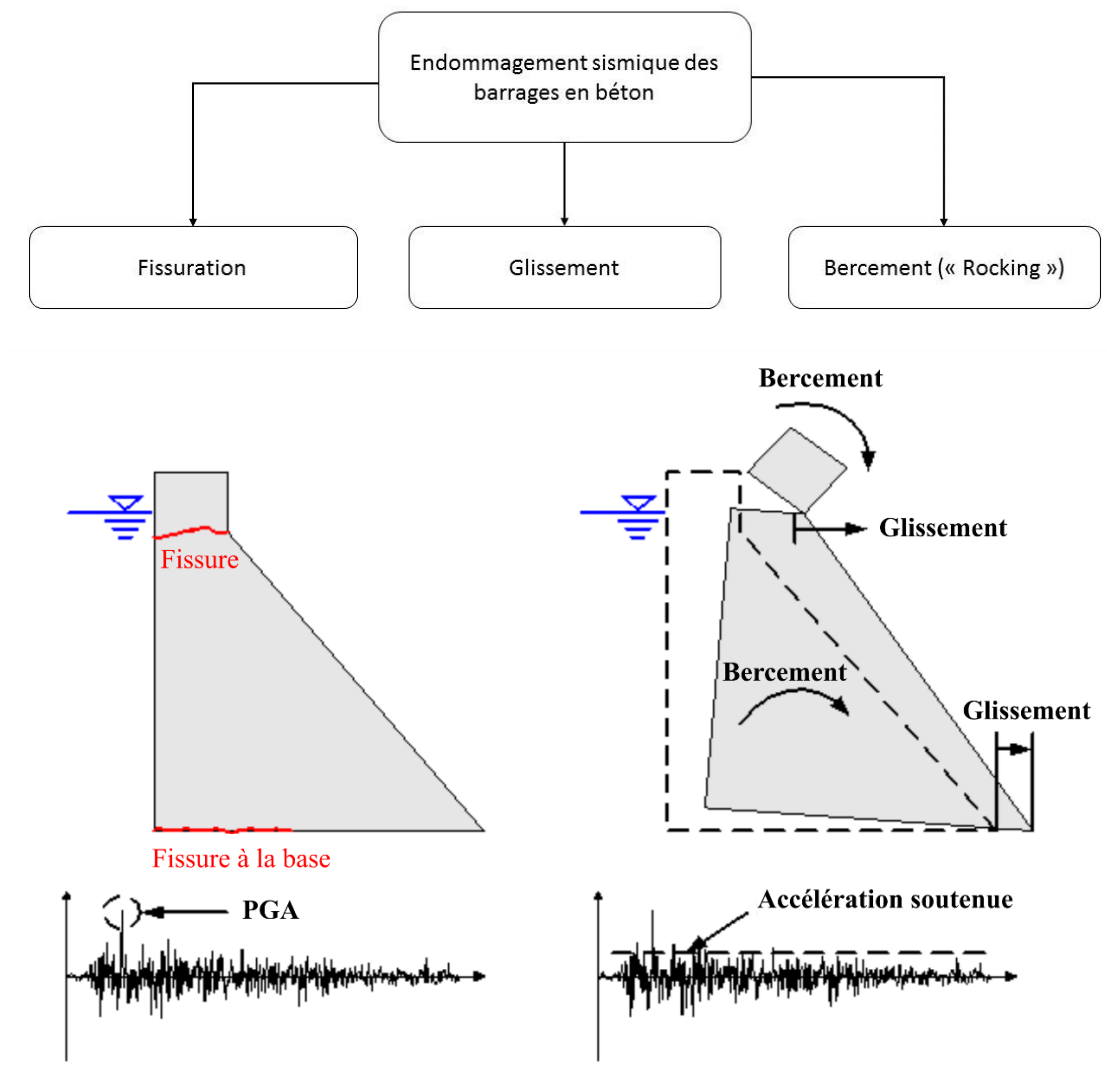 Endommagement sismique des
barrages en béton
Fissuration
Glissement
Bercement (« Rocking »)
Bercement
Glissement
Fissure
Bercement
Glissement
Fissure à la base
PGA
Accélération soutenue